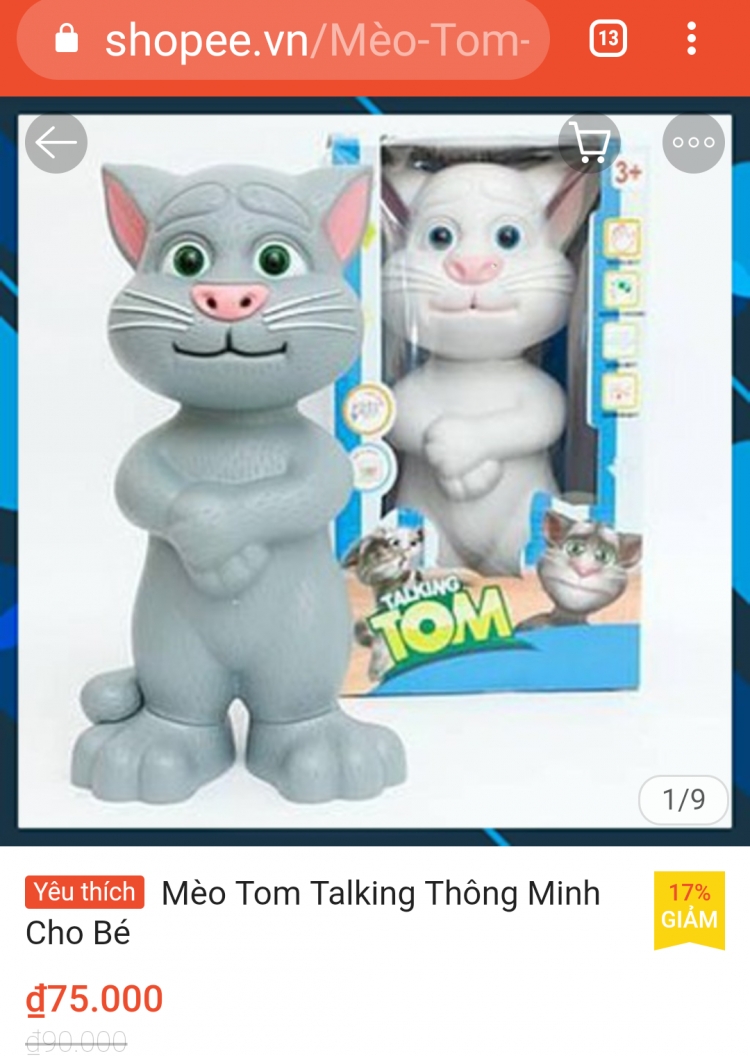 shopee.vn/Mèo-Tom-
13
3+
TALKING
TOM
1/9
Yêu thích Mèo Tom Talking Thông Minh
Cho Bé
17%
GIẢM
₫75.000
₫90.000